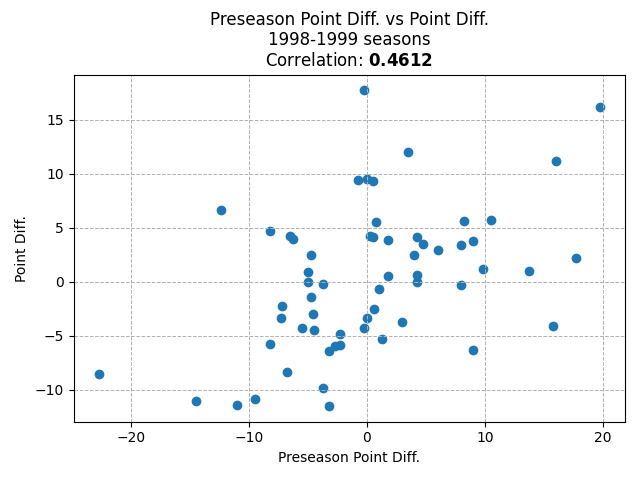 Preseason Point Diff. vs Point Diff.
1998-1999 seasons
Correlation: 0.4612
15
10
5
0
−5
−10
Point Diff.
−20
−10
0
10
20
Preseason Point Diff.